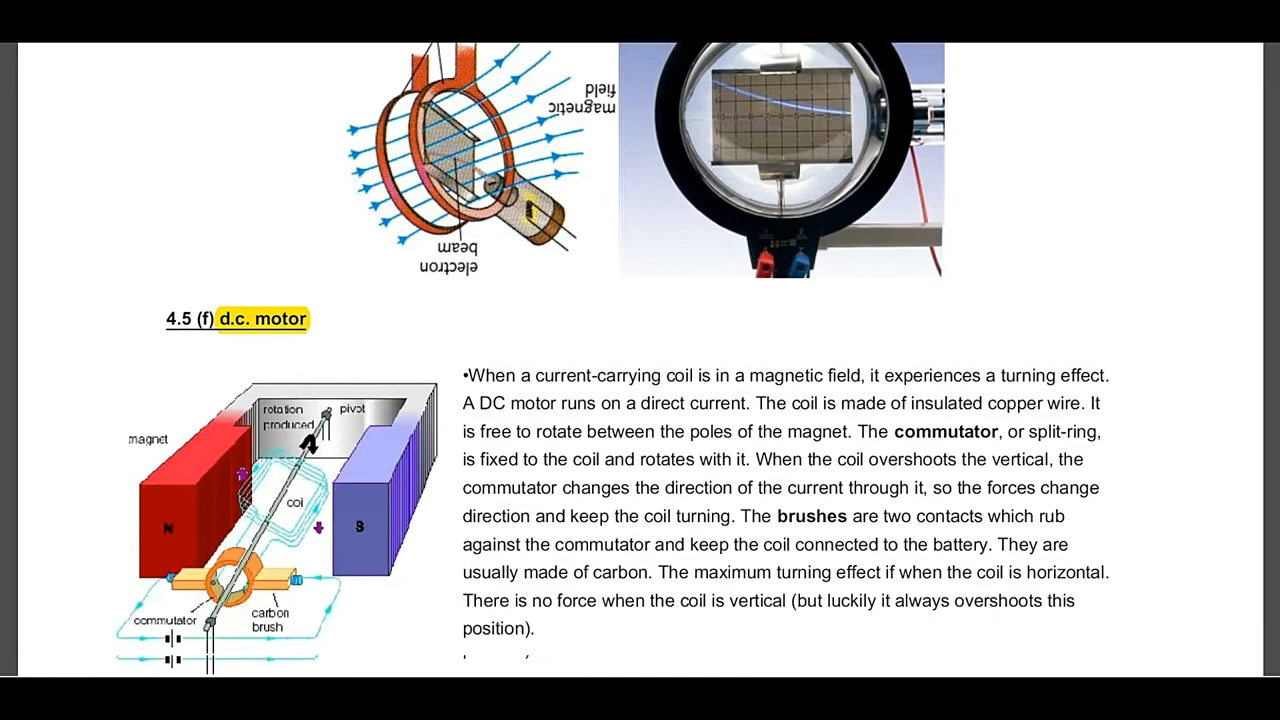 magnetic
field
electron
beam
4.5 (f) d.c. motor
rotation
produced
pivot
magnet
coi
N
S
commutator
carbon
brush
•When a current-carrying coil is in a magnetic field, it experiences a turning effect.
A DC motor runs on a direct current. The coil is made of insulated copper wire. It
is free to rotate between the poles of the magnet. The commutator, or split-ring,
is fixed to the coil and rotates with it. When the coil overshoots the vertical, the
commutator changes the direction of the current through it, so the forces change
direction and keep the coil turning. The brushes are two contacts which rub
against the commutator and keep the coil connected to the battery. They are
usually made of carbon. The maximum turning effect if when the coil is horizontal.
There is no force when the coil is vertical (but luckily it always overshoots this
position).